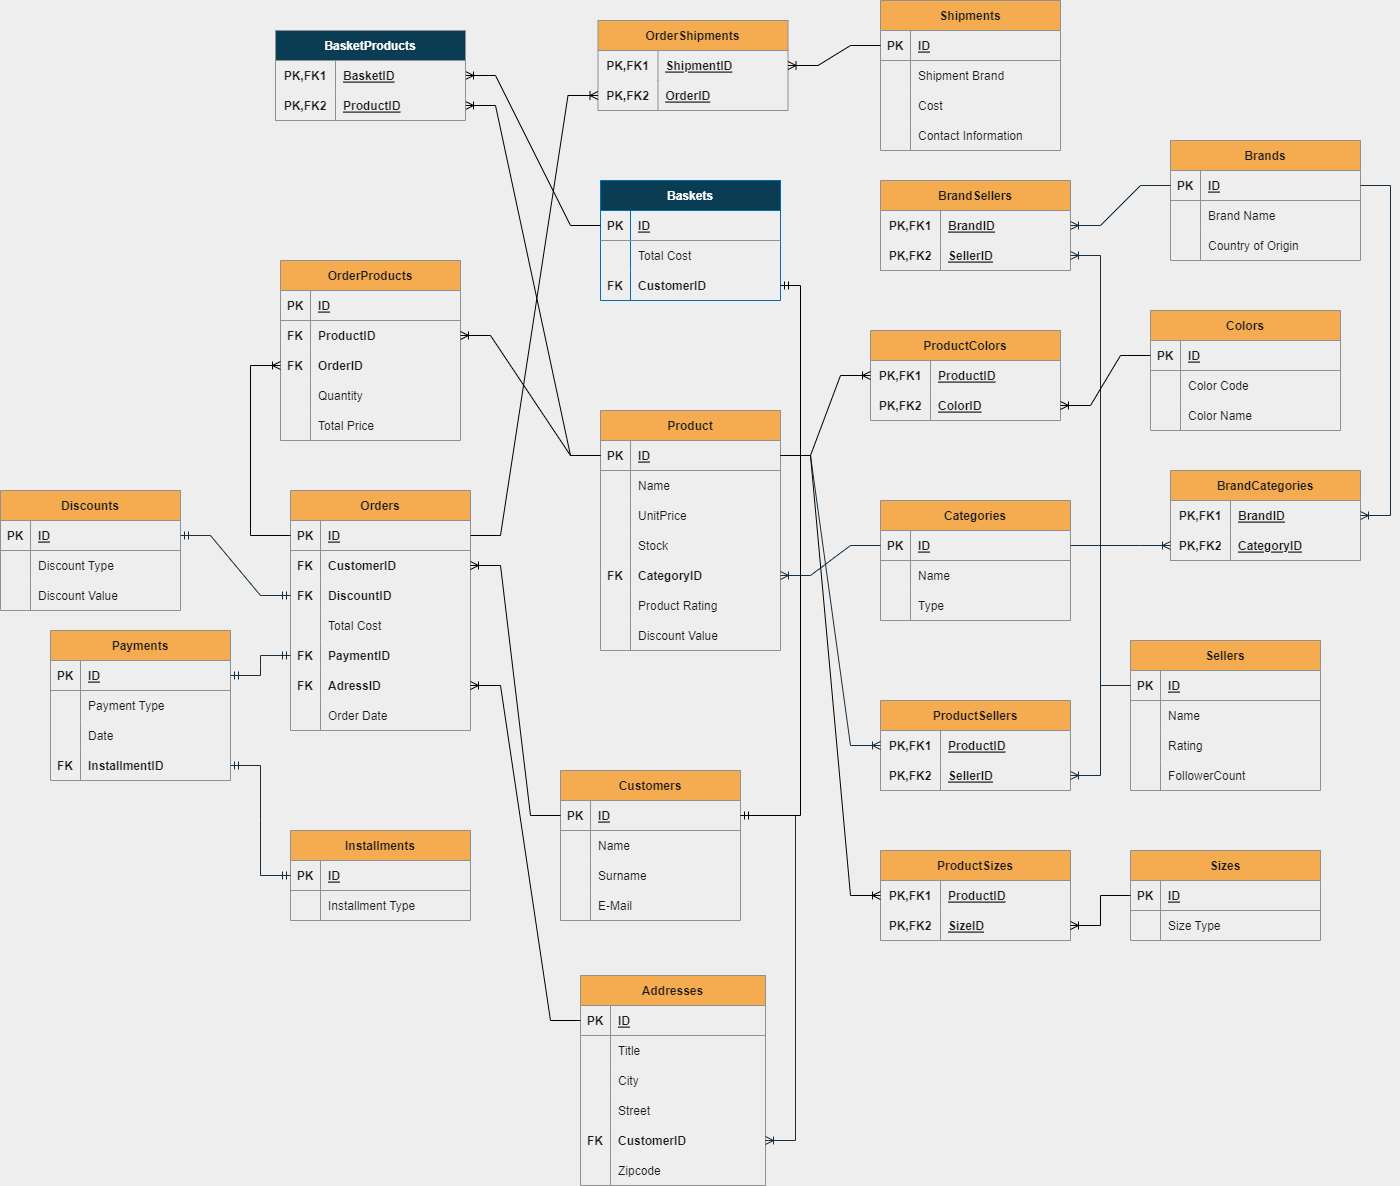 BasketProducts
PK,FK1 BasketID
PK,FK2 ProductID
OrderShipments
PK,FK1 ShipmentID
PK,FK2 OrderID
Shipments
PK ID
Shipment Brand
Cost
Contact Information
Brands
PK ID
Brand Name
Country of Origin
Baskets
PK ID
Total Cost
FK CustomerID
BrandSellers
PK,FK1 BrandID
PK,FK2 SellerID
OrderProducts
PK ID
FK ProductID
FK OrderID
Quantity
Total Price
ProductColors
PK,FK1 ProductID
PK,FK2 ColorID
Colors
PK ID
Color Code
Color Name
Product
PK ID
Name
UnitPrice
Stock
FK CategoryID
Product Rating
Discount Value
BrandCategories
PK,FK1 BrandID
PK,FK2 CategoryID
Discounts
PK ID
Discount Type
Discount Value
Orders
PK ID
FK CustomerID
FK DiscountID
Total Cost
FK PaymentID
FK AdressID
Order Date
Categories
PK ID
Name
Type
Payments
PK ID
Payment Type
Date
FK InstallmentID
Sellers
PK ID
Name
Rating
FollowerCount
ProductSellers
PK,FK1 ProductID
PK,FK2 SellerID
Customers
PK ID
Name
Surname
E-Mail
Installments
PK ID
Installment Type
ProductSizes
PK,FK1 ProductID
PK,FK2 SizeID
Sizes
PK ID
Size Type
Addresses
PK ID
Title
City
Street
FK CustomerID
Zipcode